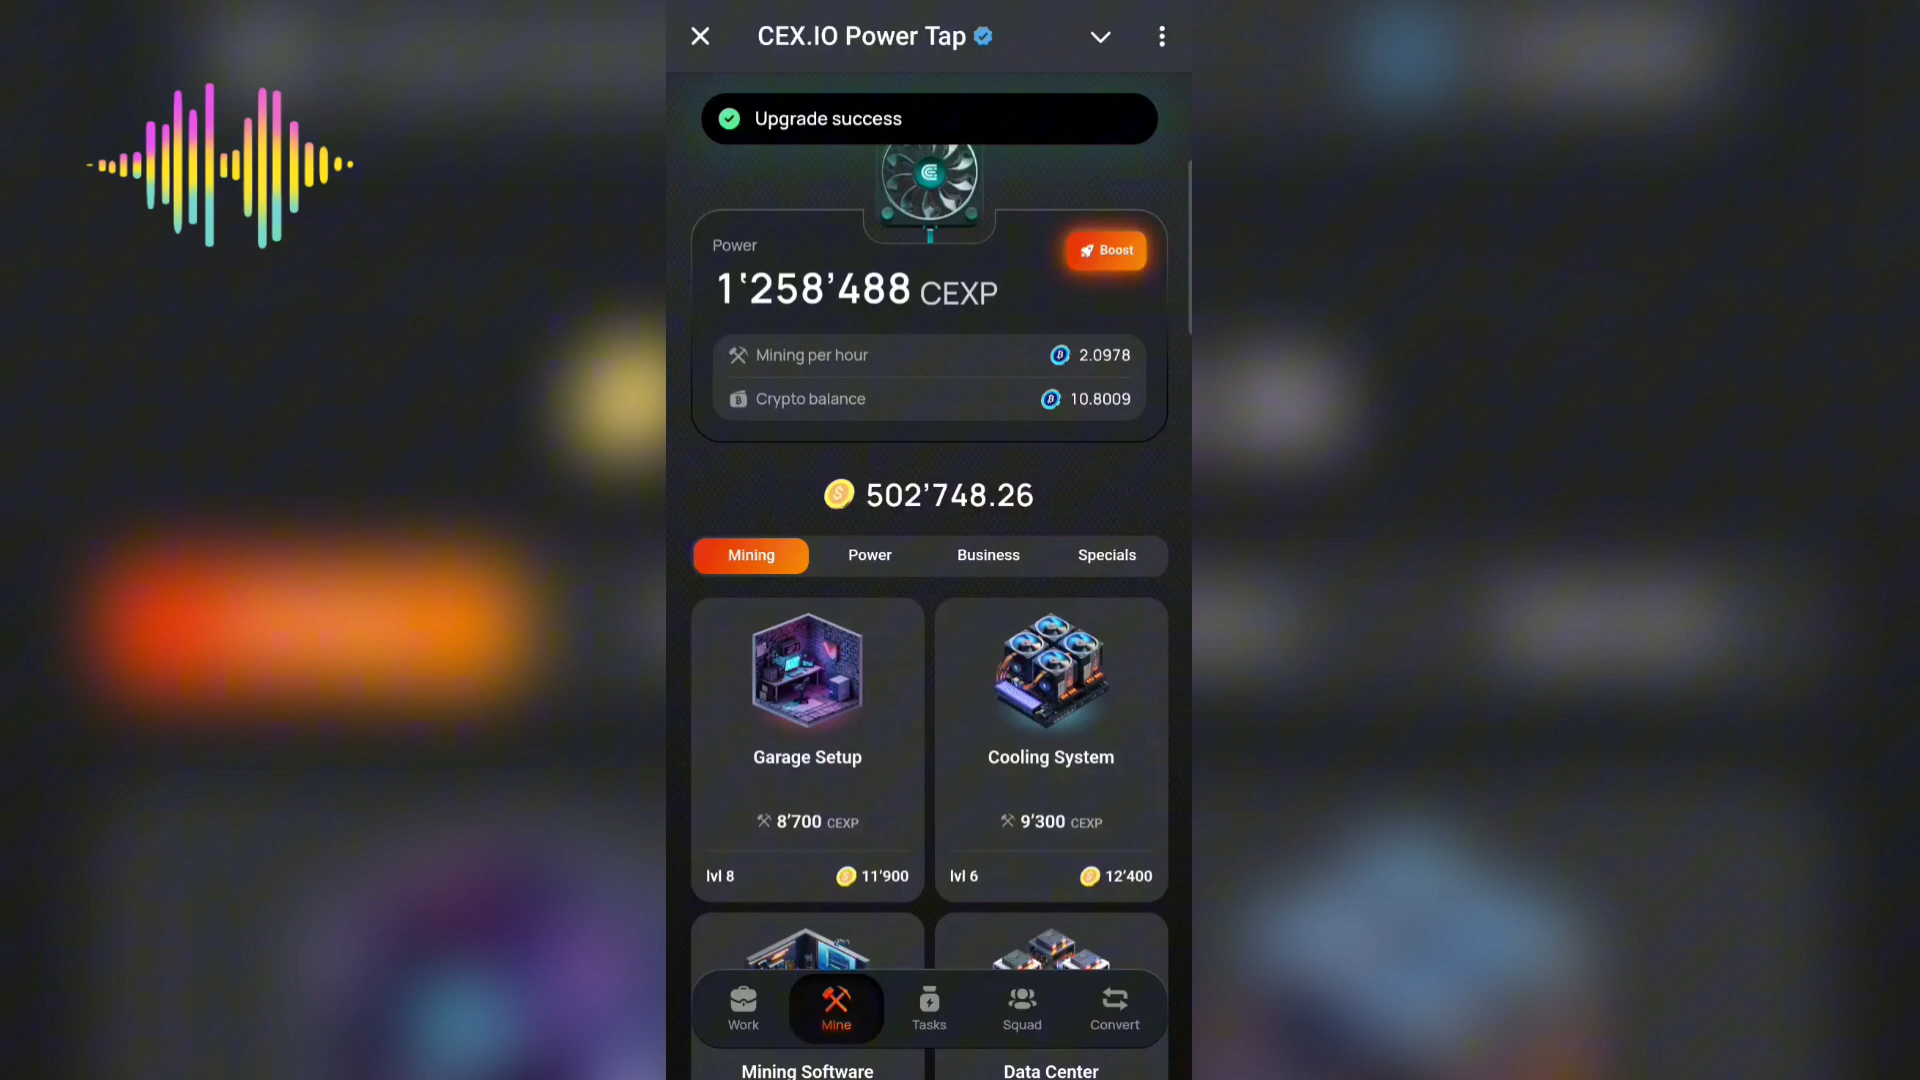 CEX.IO Power Tap
Upgrade success
Power
Boost
1‘258’488 CEXP
Mining per hour
2.0978
Crypto balance
10.8009
502’748.26
Mining
Power
Business
Specials
Garage Setup
Cooling System
8’700 CEXP
9’300 CEXP
lvl 8
11’900
lvl 6
12’400
Work
Mine
Tasks
Squad
Convert
Mining Software
Data Center